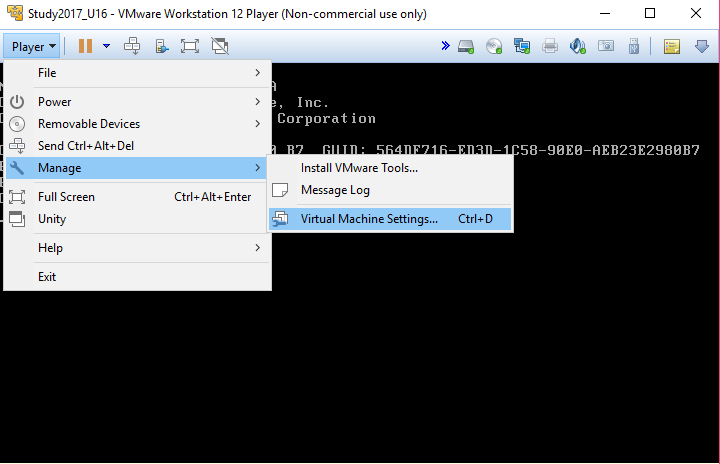 Study2017_U16 - VMware Workstation 12 Player (Non-commercial use only)
Player
File
Power
Removable Devices
Send Ctrl+Alt+Del
Manage
Full Screen Ctrl+Alt+Enter
Unity
Help
Exit
Install VMware Tools...
Message Log
Virtual Machine Settings... Ctrl+D
A
, Inc.
Corporation
B7 GUID: 564DF716-ED3D-1C58-90E0-AEB23E2980B7